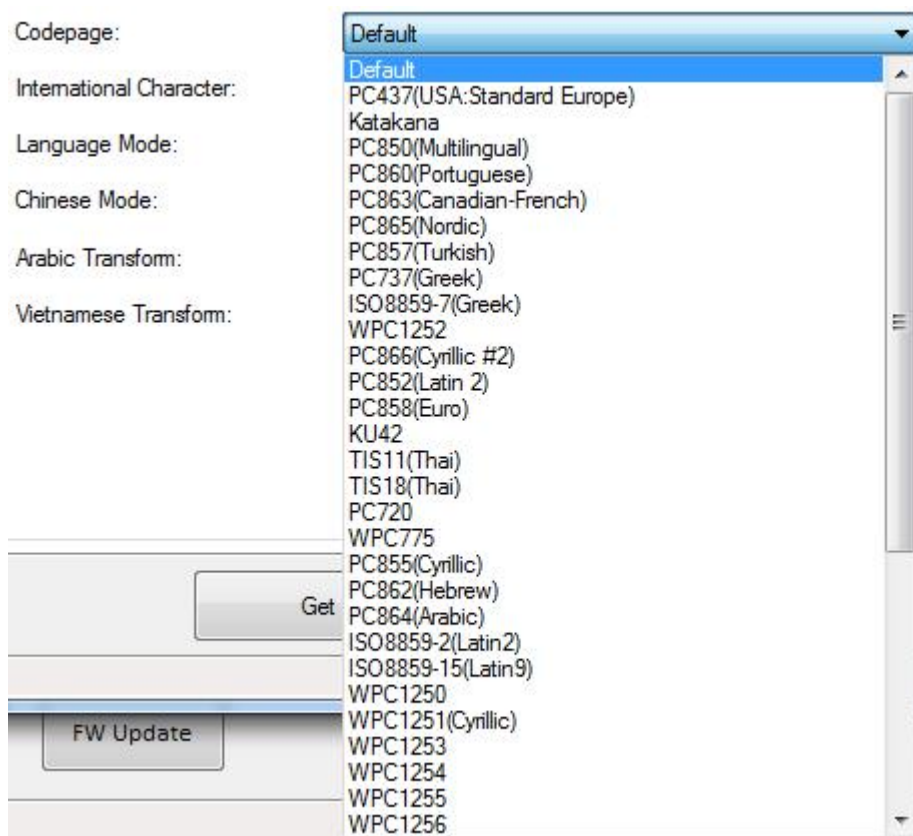 Codepage:
Default
International Character:
Language Mode:
Chinese Mode:
Arabic Transform:
Vietnamese Transform:
Default
PC437(USA:Standard Europe)
Katakana
PC850(Multilingual)
PC860(Portuguese)
PC863(Canadian-French)
PC865(Nordic)
PC857(Turkish)
PC737(Greek)
ISO8859-7(Greek)
WPC1252
PC866(Cyrillic #2)
PC852(Latin 2)
PC858(Euro)
KU42
TIS11(Thai)
TIS18(Thai)
PC720
WPC775
PC855(Cyrillic)
PC862(Hebrew)
PC864(Arabic)
ISO8859-2(Latin2)
ISO8859-15(Latin9)
WPC1250
WPC1251(Cyrillic)
WPC1253
WPC1254
WPC1255
WPC1256
Get
FW Update